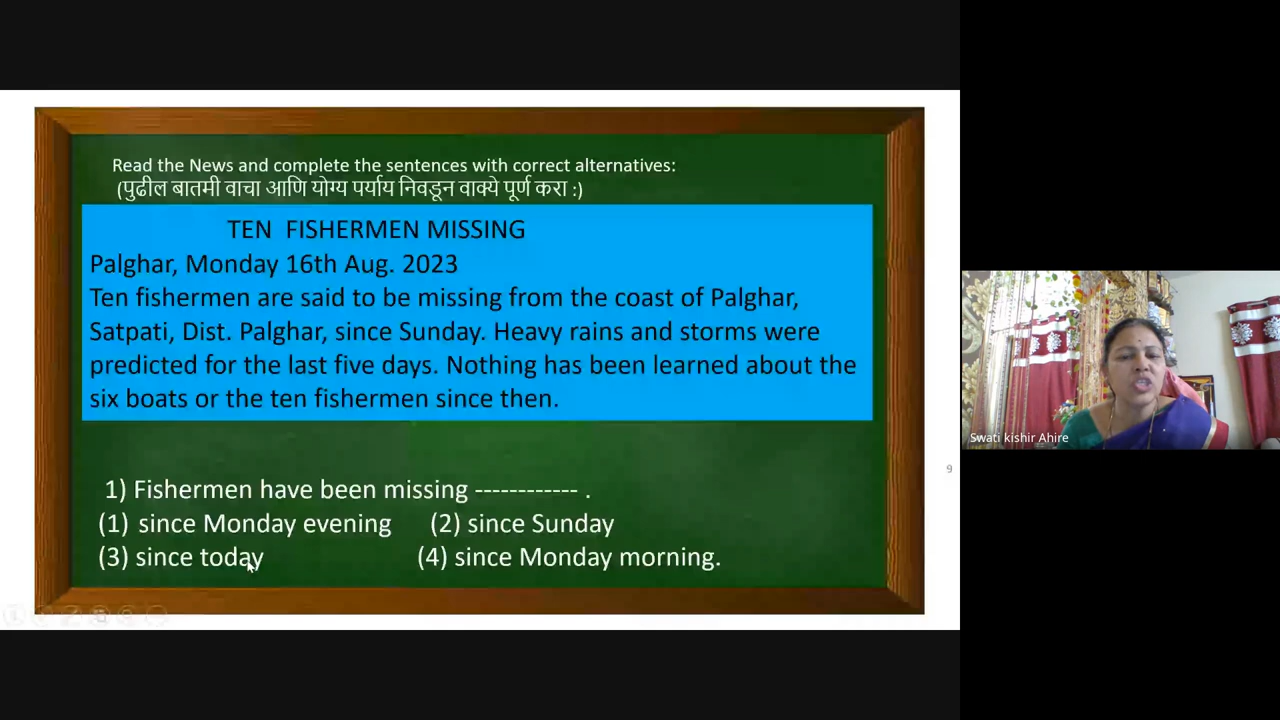 Read the News and complete the sentences with correct alternatives:
(पुढील बातमी वाचा आणि योग्य पर्याय निवडून वाक्ये पूर्ण करा :)
TEN FISHERMEN MISSING
Palghar, Monday 16th Aug. 2023
Ten fishermen are said to be missing from the coast of Palghar,
Satpati, Dist. Palghar, since Sunday. Heavy rains and storms were
predicted for the last five days. Nothing has been learned about the
six boats or the ten fishermen since then.
1) Fishermen have been missing ------------ .
(1) since Monday evening (2) since Sunday
(3) since today (4) since Monday morning.
9
Swati kishir Ahire